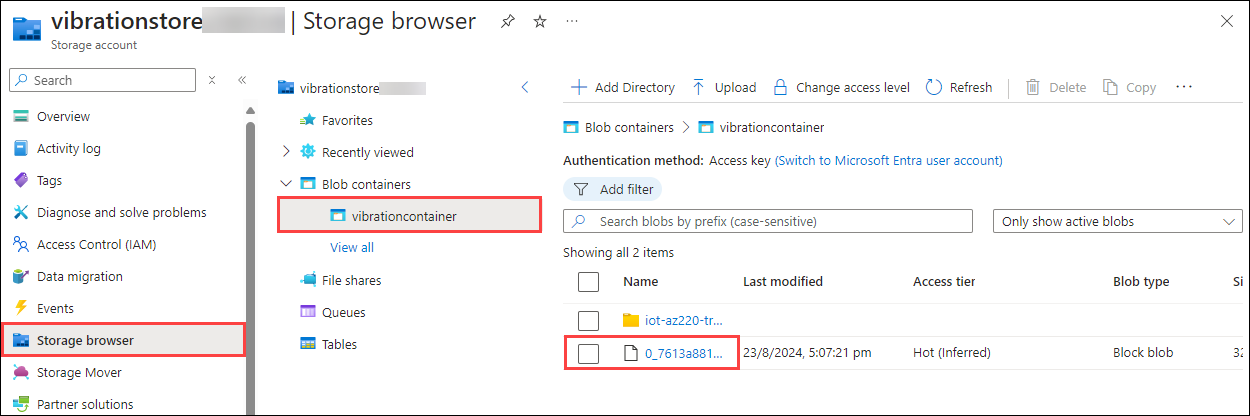 vibrationstore | Storage browser
Storage account
Search
Overview
Activity log
Tags
Diagnose and solve problems
Access Control (IAM)
Data migration
Events
Storage browser
Storage Mover
Partner solutions
vibrationstore
Favorites
Recently viewed
Blob containers
vibrationcontainer
View all
File shares
Queues
Tables
Add Directory Upload Change access level Refresh Delete Copy ...
Blob containers > vibrationcontainer
Authentication method: Access key (Switch to Microsoft Entra user account)
Add filter
Search blobs by prefix (case-sensitive) Only show active blobs
Showing all 2 items
Name Last modified Access tier Blob type
iot-az220-tr...
0_7613a881... 23/8/2024, 5:07:21 pm Hot (Inferred) Block blob